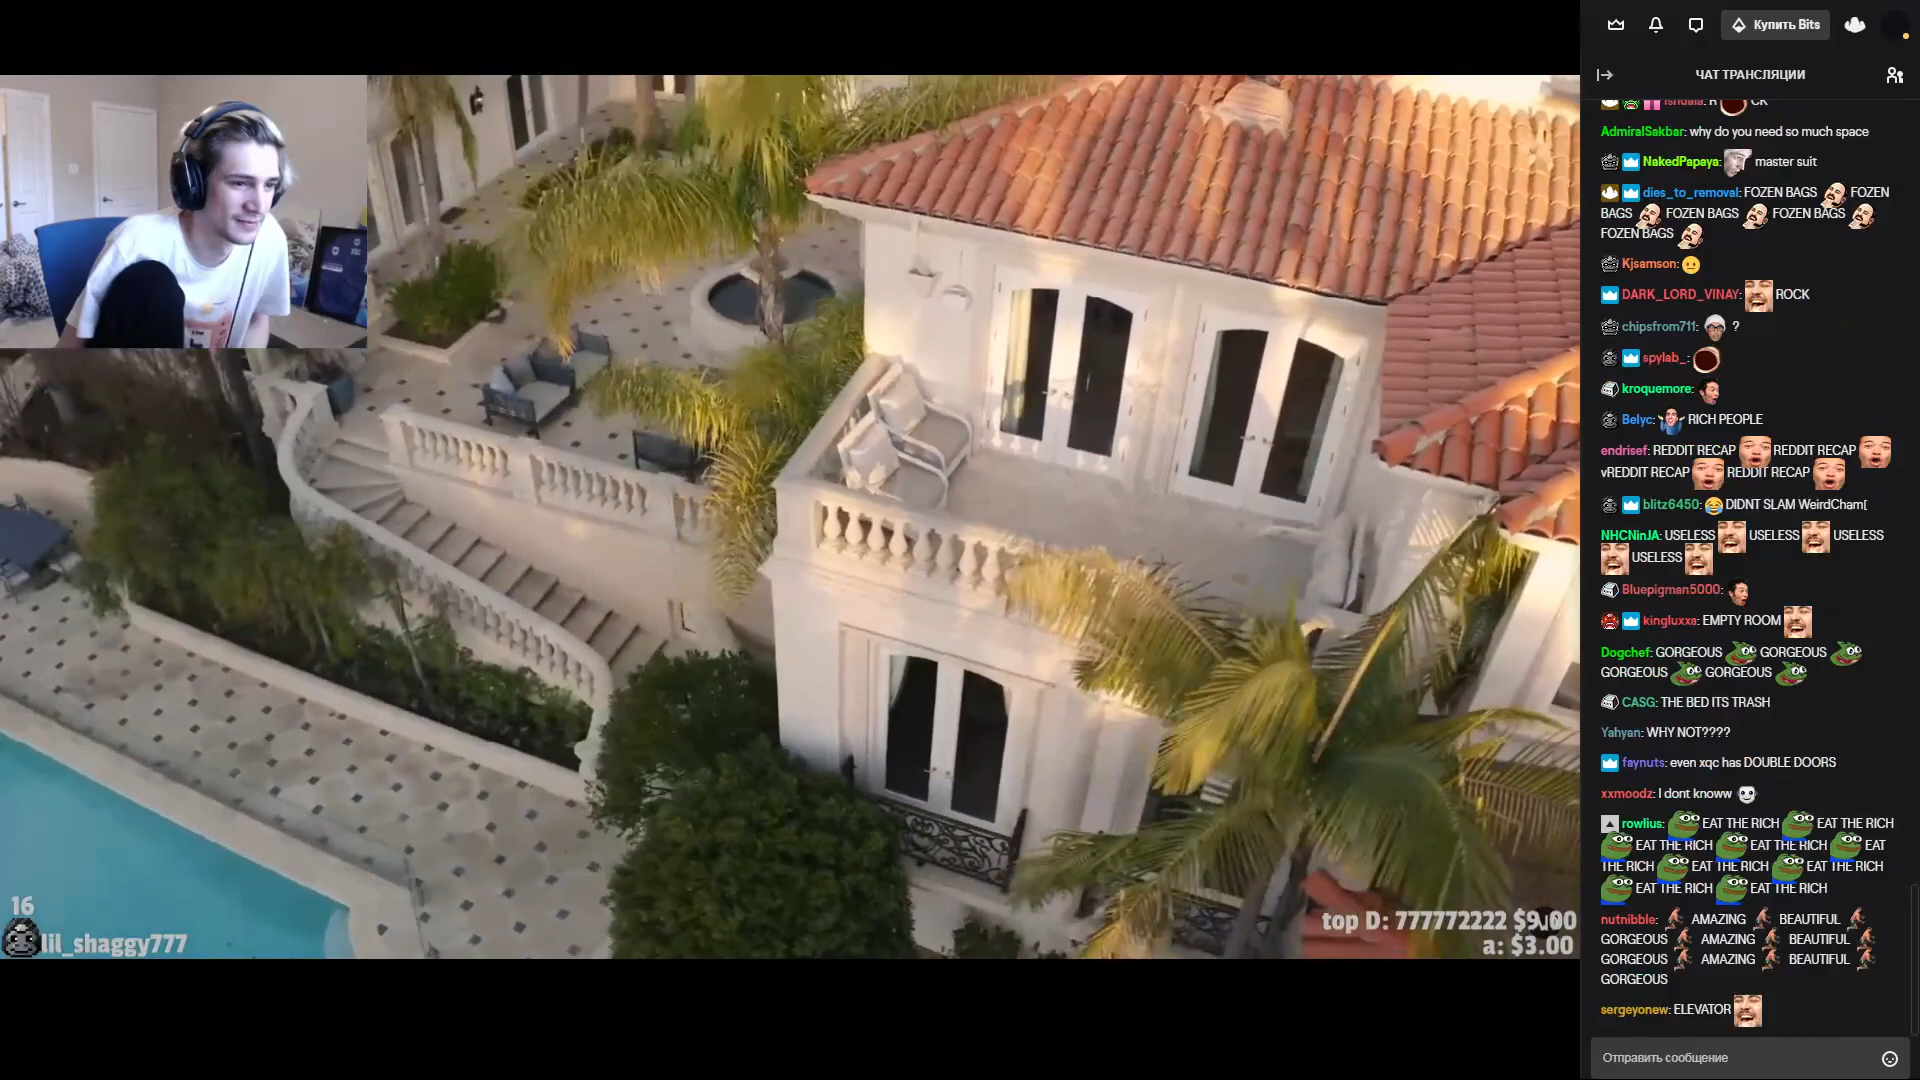 Купить Bits
ЧАТ ТРАНСЛЯЦИИ
AdmiralSakbar: why do you need so much space
NakedPapaya: master suit
dies_to_removal: FOZEN BAGS FOZEN
BAGS FOZEN BAGS FOZEN BAGS
FOZEN BAGS
Kjsamson:
DARK_LORD_VINAY: ROCK
chipsfrom711: ?
spylab_:
kroquemore:
Belyc: RICH PEOPLE
endrisef: REDDIT RECAP REDDIT RECAP
vREDDIT RECAP REDDIT RECAP
blitz6450: DIDNT SLAM WeirdCham[
NHCNinJA: USELESS USELESS USELESS
USELESS
Bluepigman5000:
kingluxxa: EMPTY ROOM
Dogchef: GORGEOUS GORGEOUS
GORGEOUS GORGEOUS
CASG: THE BED ITS TRASH
Yahyan: WHY NOT????
faynuts: even xqc has DOUBLE DOORS
xxmoodz: I dont knoww
rowlius: EAT THE RICH EAT THE RICH
EAT THE RICH EAT THE RICH EAT
THE RICH EAT THE RICH EAT THE RICH
EAT THE RICH EAT THE RICH
nutnibble: AMAZING BEAUTIFUL
GORGEOUS AMAZING BEAUTIFUL
GORGEOUS AMAZING BEAUTIFUL
GORGEOUS
sergeyonew: ELEVATOR
Отправить сообщение
16
lil_shaggy777
top D: 777772222 $9.00
a: $3.00